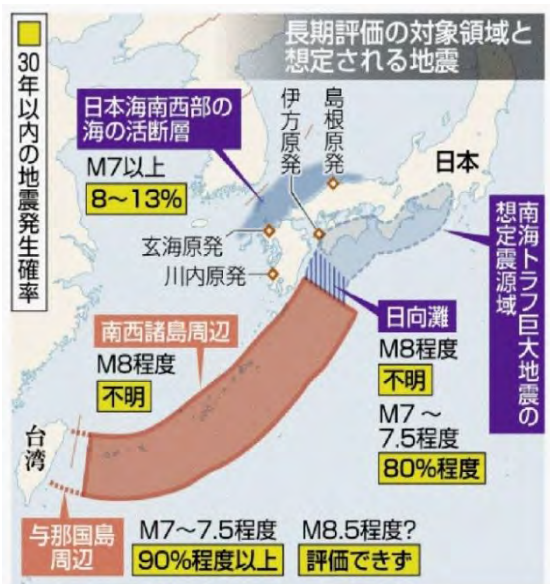 長期評価の対象領域と
想定される地震
30年以内の地震発生確率
日本海南西部の
海の活断層
M7以上
8〜13%
島根原発
伊方原発
日本
玄海原発
川内原発
南海トラフ巨大地震の
想定震源域
南西諸島周辺
M8程度
不明
日向灘
M8程度
不明
M7〜
7.5程度
80%程度
台湾
与那国島
周辺
M7〜7.5程度
90%程度以上
M8.5程度?
評価できず